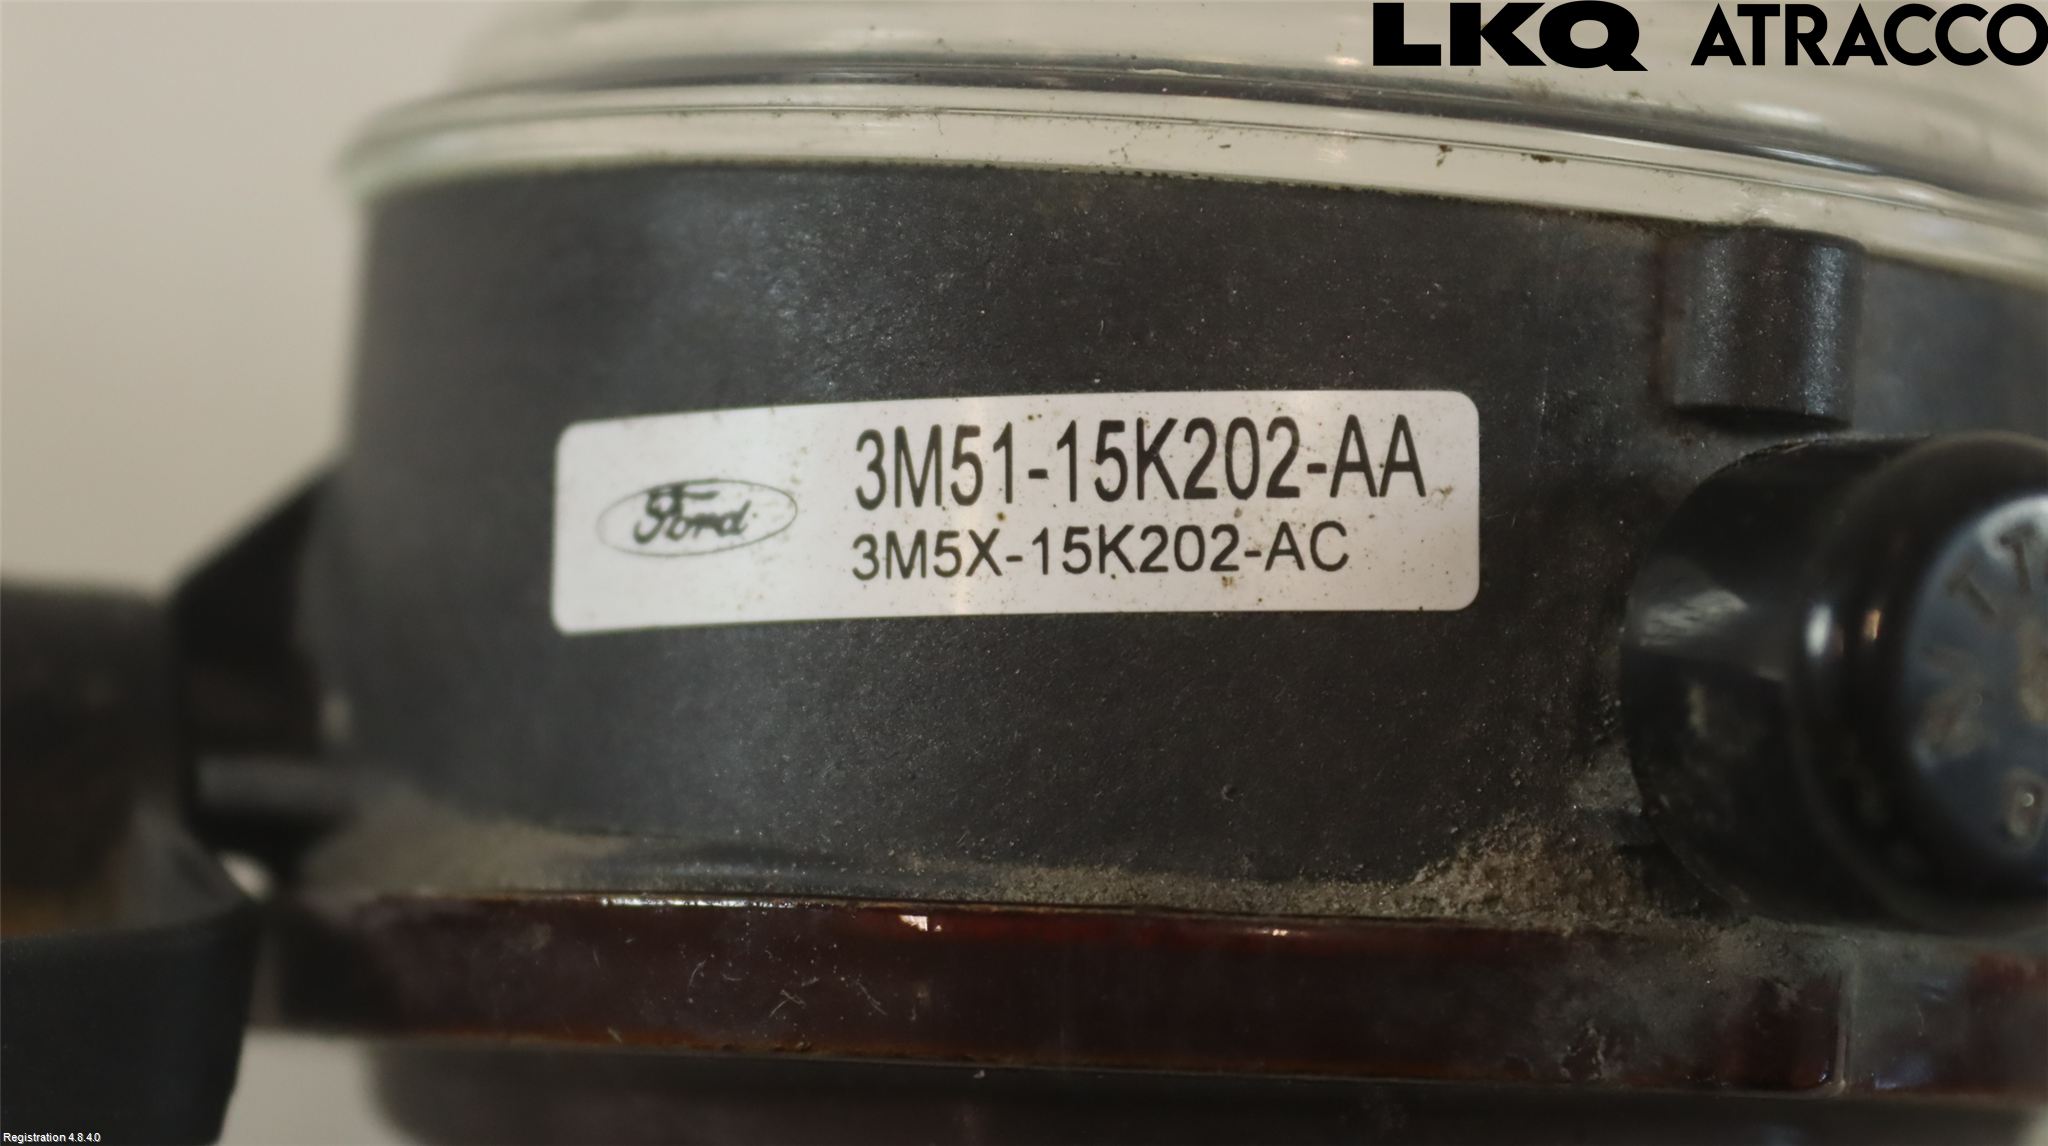 LKQ ATRACCO
Ford
3M51-15K202-AA
3M5X-15K202-AC
Registration 4.8.4.0